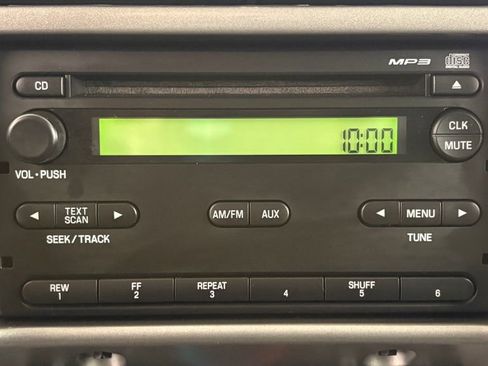 CD MP3 DISC
10:00 CLK
MUTE
VOL•PUSH
◀ TEXT SCAN ▶ AM/FM AUX ◀ MENU ▶
SEEK/TRACK TUNE
REW FF REPEAT SHUFF
1 2 3 4 5 6